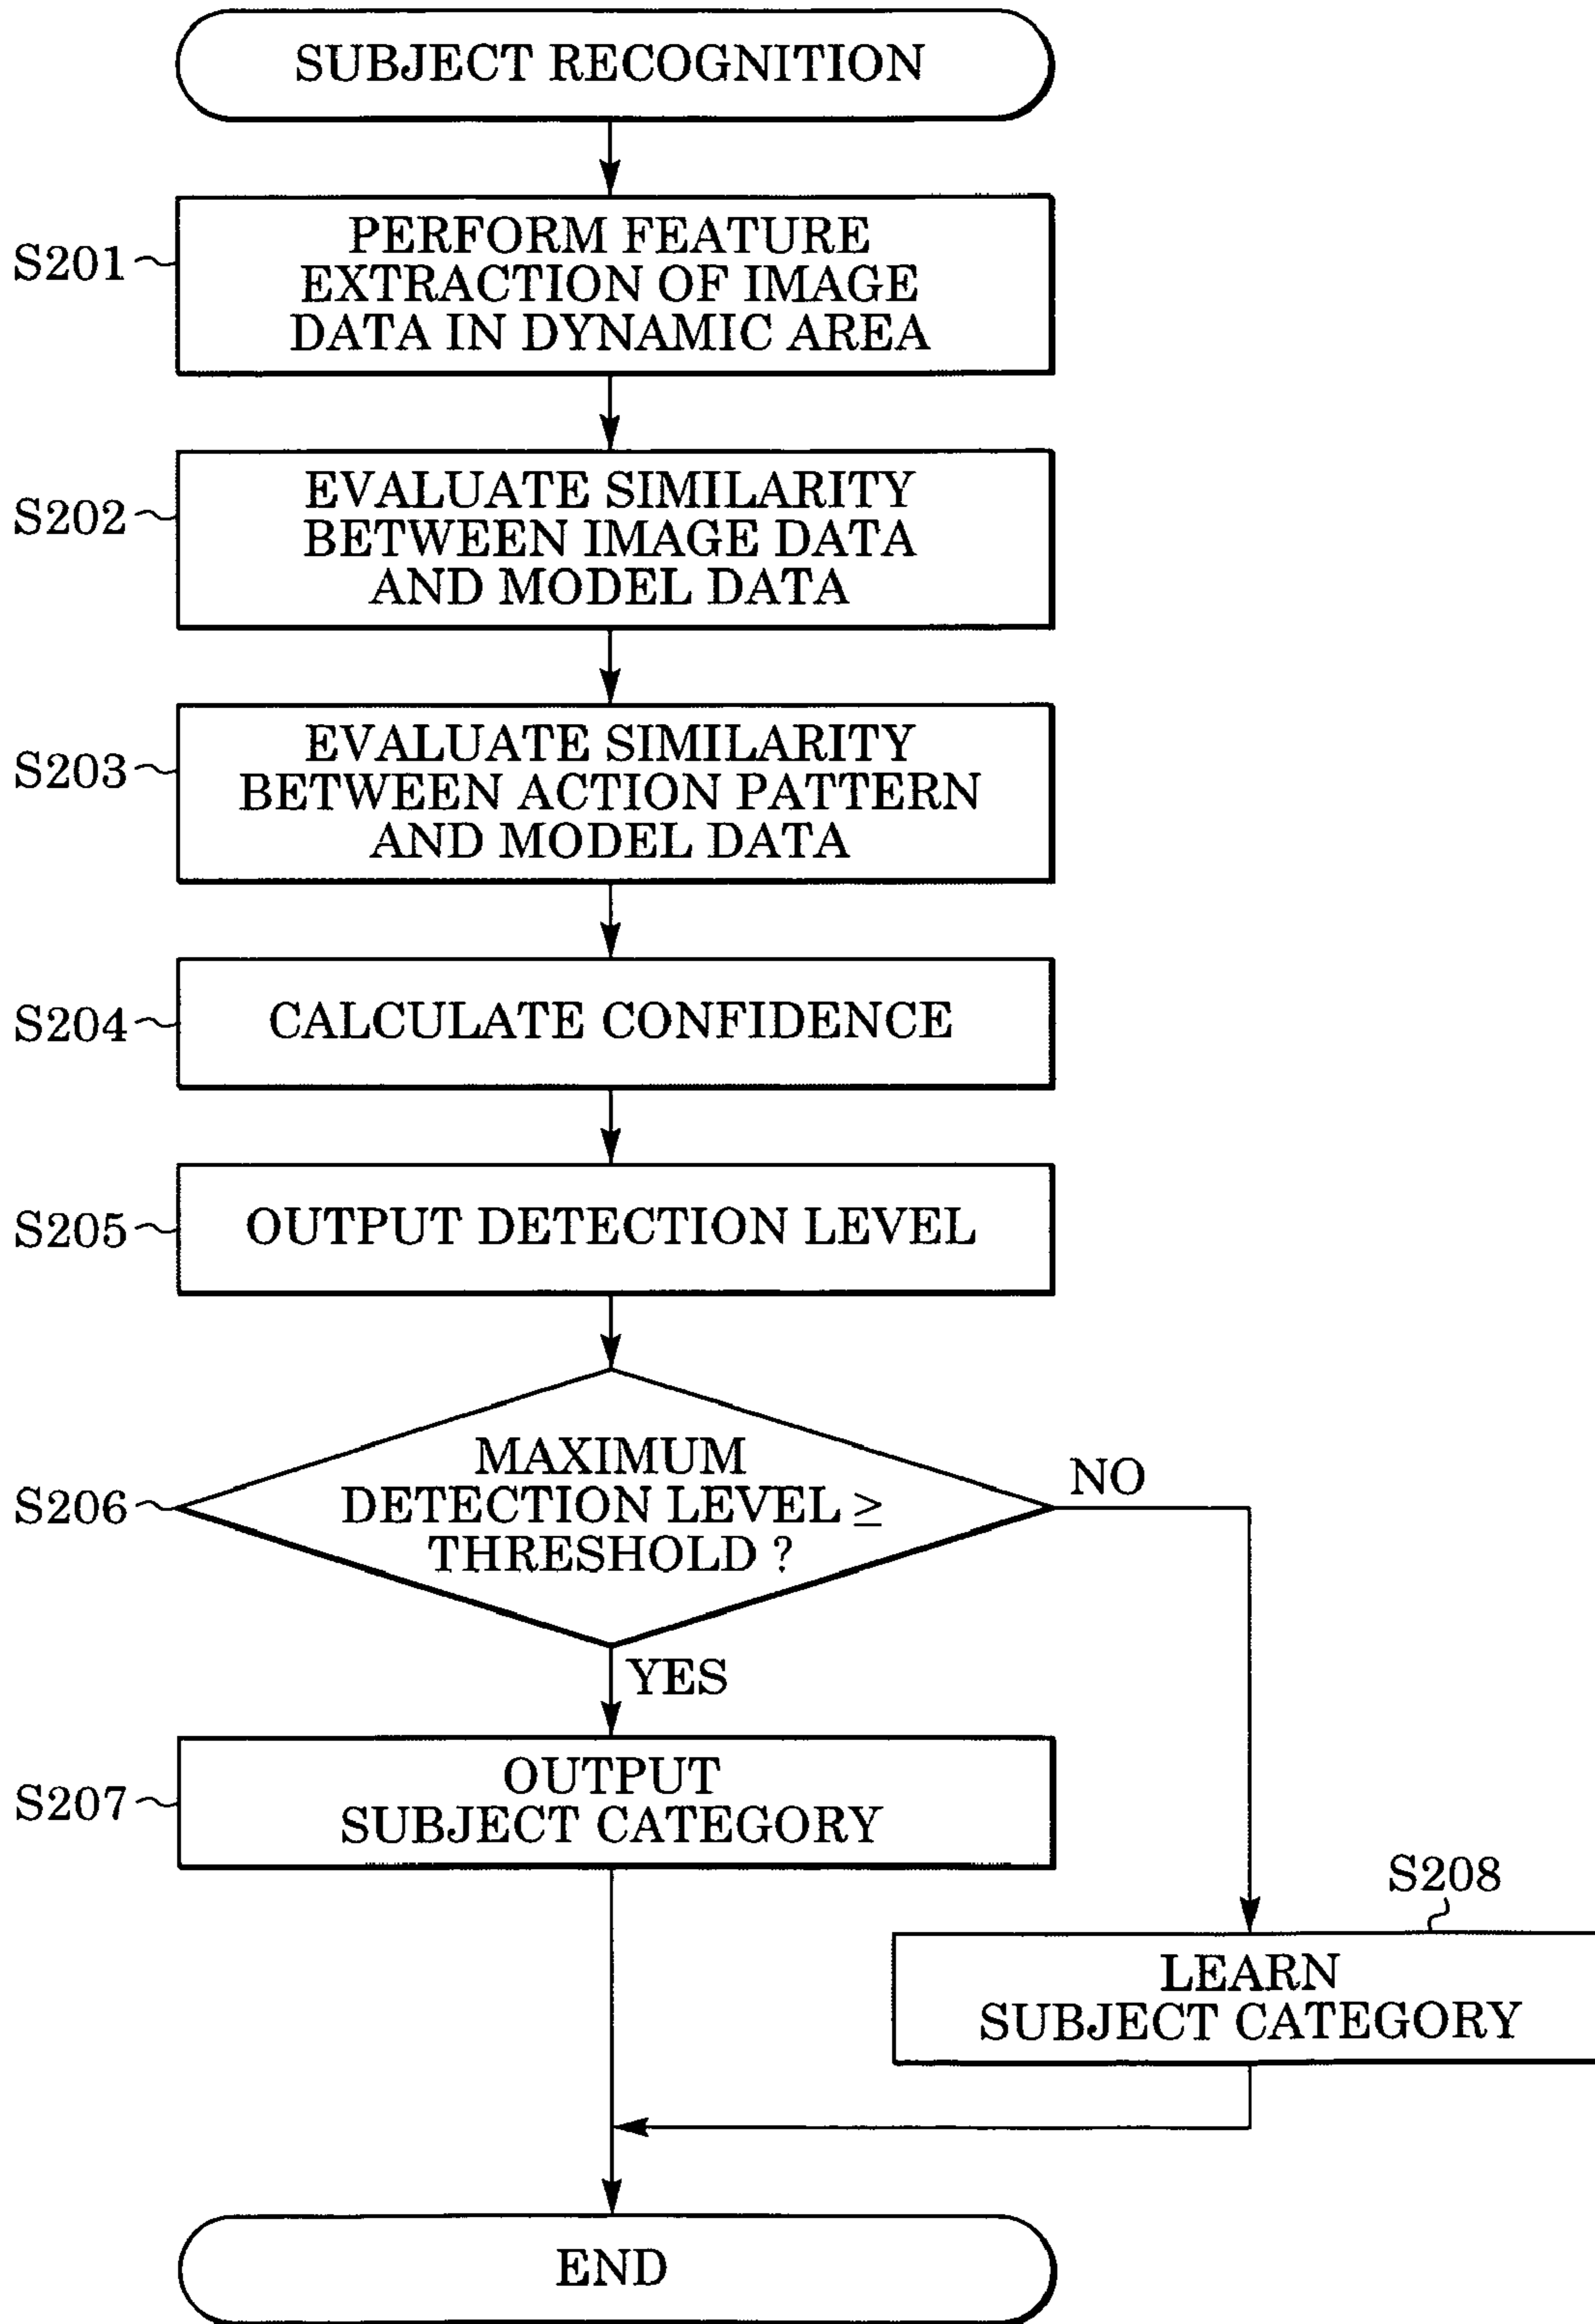 SUBJECT RECOGNITION
S201
PERFORM FEATURE
EXTRACTION OF IMAGE
DATA IN DYNAMIC AREA
S202
EVALUATE SIMILARITY
BETWEEN IMAGE DATA
AND MODEL DATA
S203
EVALUATE SIMILARITY
BETWEEN ACTION PATTERN
AND MODEL DATA
S204
CALCULATE CONFIDENCE
S205
OUTPUT DETECTION LEVEL
S206
MAXIMUM
DETECTION LEVEL ≥
THRESHOLD ?
NO
YES
S207
OUTPUT
SUBJECT CATEGORY
S208
LEARN
SUBJECT CATEGORY
END